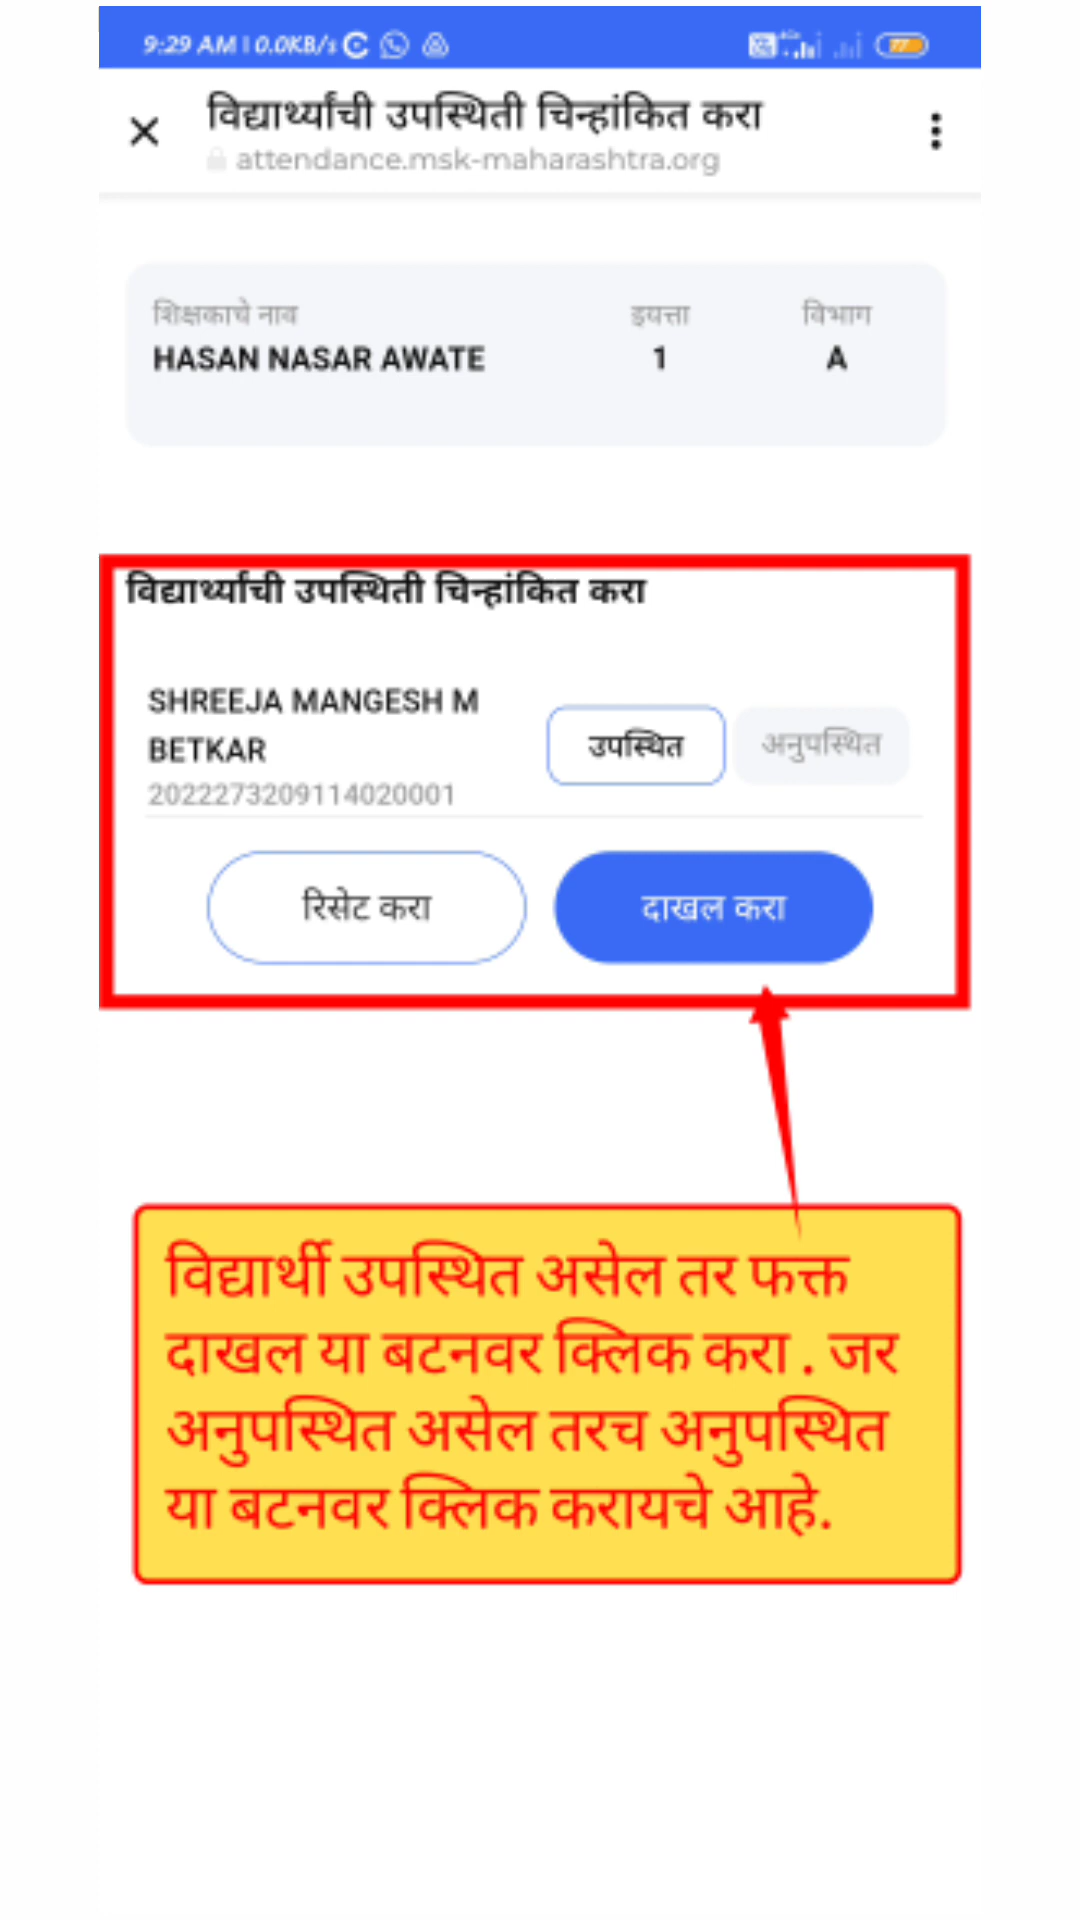 9:29 AM | 0.0KB/s
विद्यार्थ्यांची उपस्थिती चिन्हांकित करा
attendance.msk-maharashtra.org
शिक्षकाचे नाव इयत्ता विभाग
HASAN NASAR AWATE 1 A
विद्यार्थ्यांची उपस्थिती चिन्हांकित करा
SHREEJA MANGESH M
BETKAR
उपस्थित अनुपस्थित
2022273209114020001
रिसेट करा दाखल करा
विद्यार्थी उपस्थित असेल तर फक्त
दाखल या बटनवर क्लिक करा . जर
अनुपस्थित असेल तरच अनुपस्थित
या बटनवर क्लिक करायचे आहे.